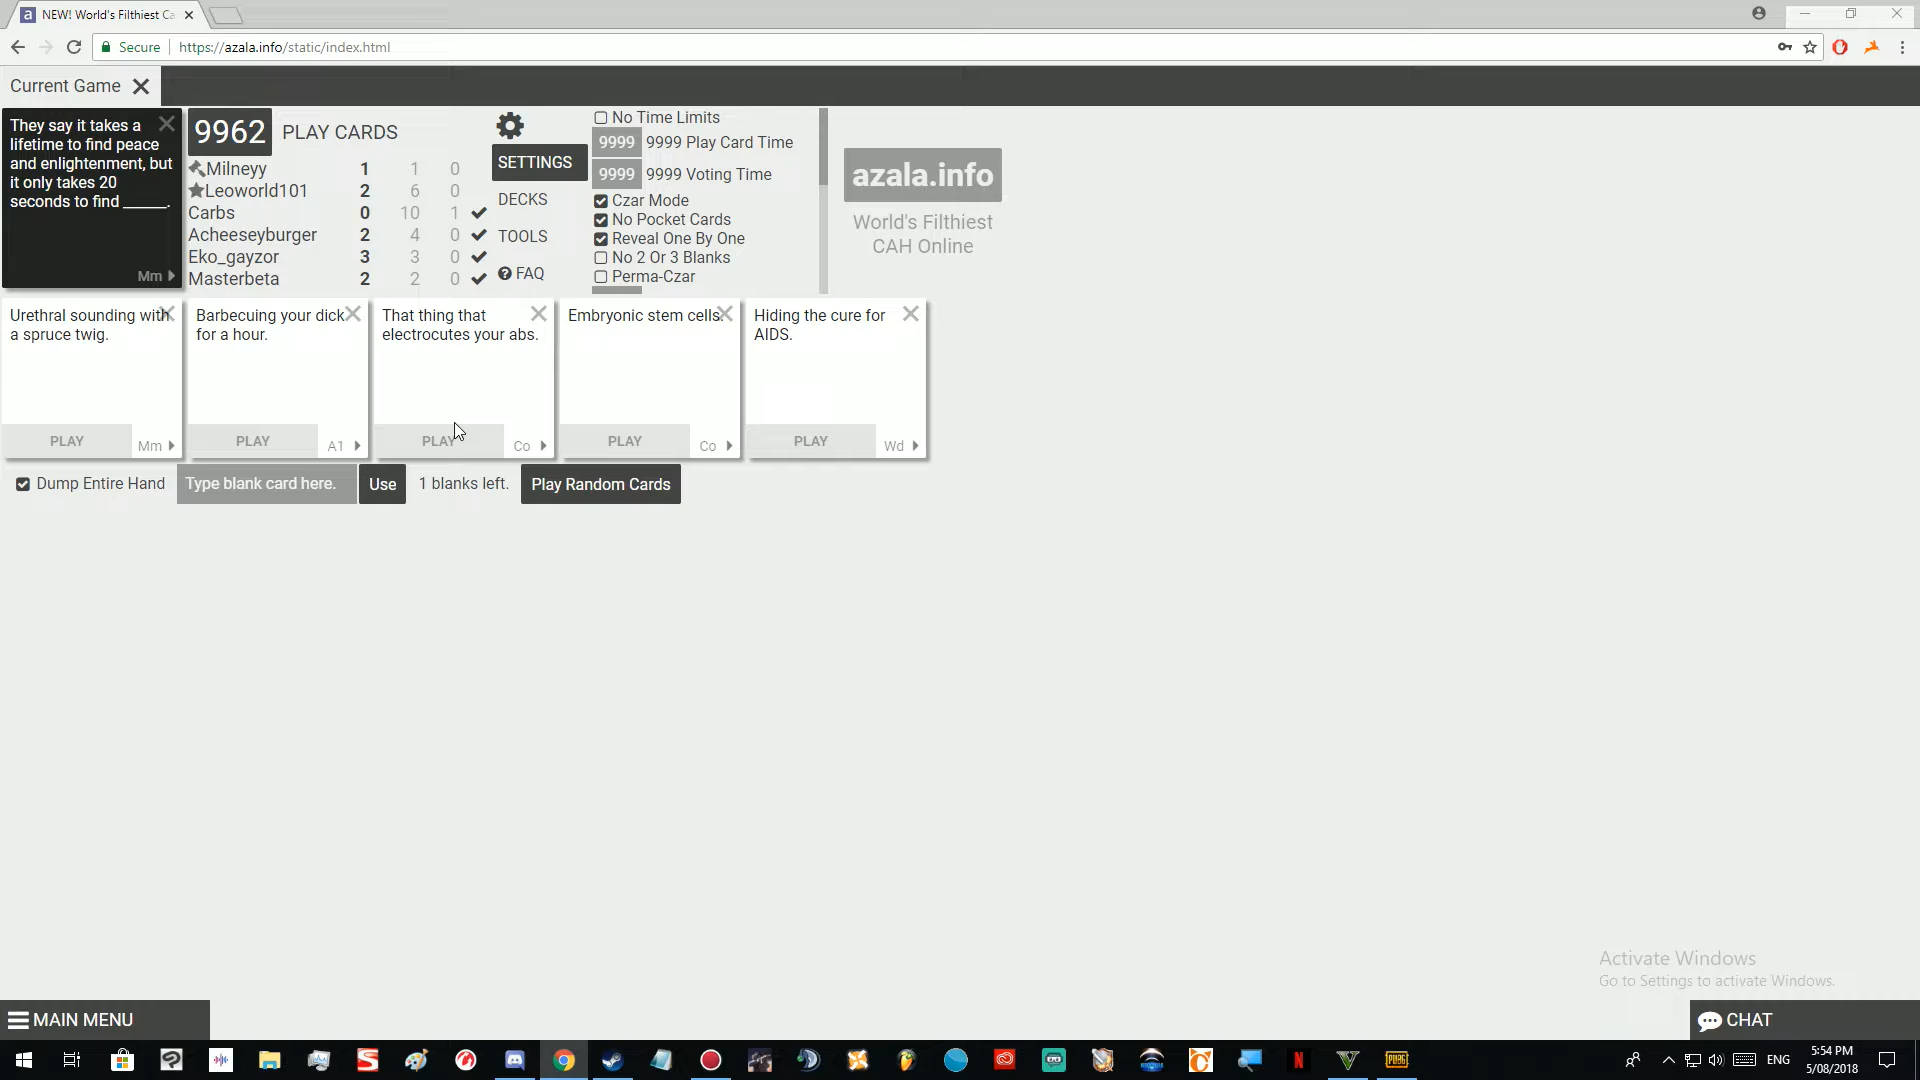 NEW! World's Filthiest Ca
Secure
https://azala.info/static/index.html
Current Game
They say it takes a
lifetime to find peace
and enlightenment, but
it only takes 20
seconds to find ______.
Mm
9962 PLAY CARDS
Milneyy 1 1 0
Leoworld101 2 6 0
Carbs 0 10 1
Acheeseyburger 2 4 0
Eko_gayzor 3 3 0
Masterbeta 2 2 0
SETTINGS
DECKS
TOOLS
FAQ
No Time Limits
9999 9999 Play Card Time
9999 9999 Voting Time
Czar Mode
No Pocket Cards
Reveal One By One
No 2 Or 3 Blanks
Perma-Czar
azala.info
World's Filthiest
CAH Online
Urethral sounding with
a spruce twig.
PLAY Mm
Barbecuing your dick
for a hour.
PLAY A1
That thing that
electrocutes your abs.
PLAY Co
Embryonic stem cells.
PLAY Co
Hiding the cure for
AIDS.
PLAY Wd
Dump Entire Hand
Type blank card here.
Use
1 blanks left.
Play Random Cards
Activate Windows
Go to Settings to activate Windows.
MAIN MENU
CHAT
ENG
5:54 PM
5/08/2018